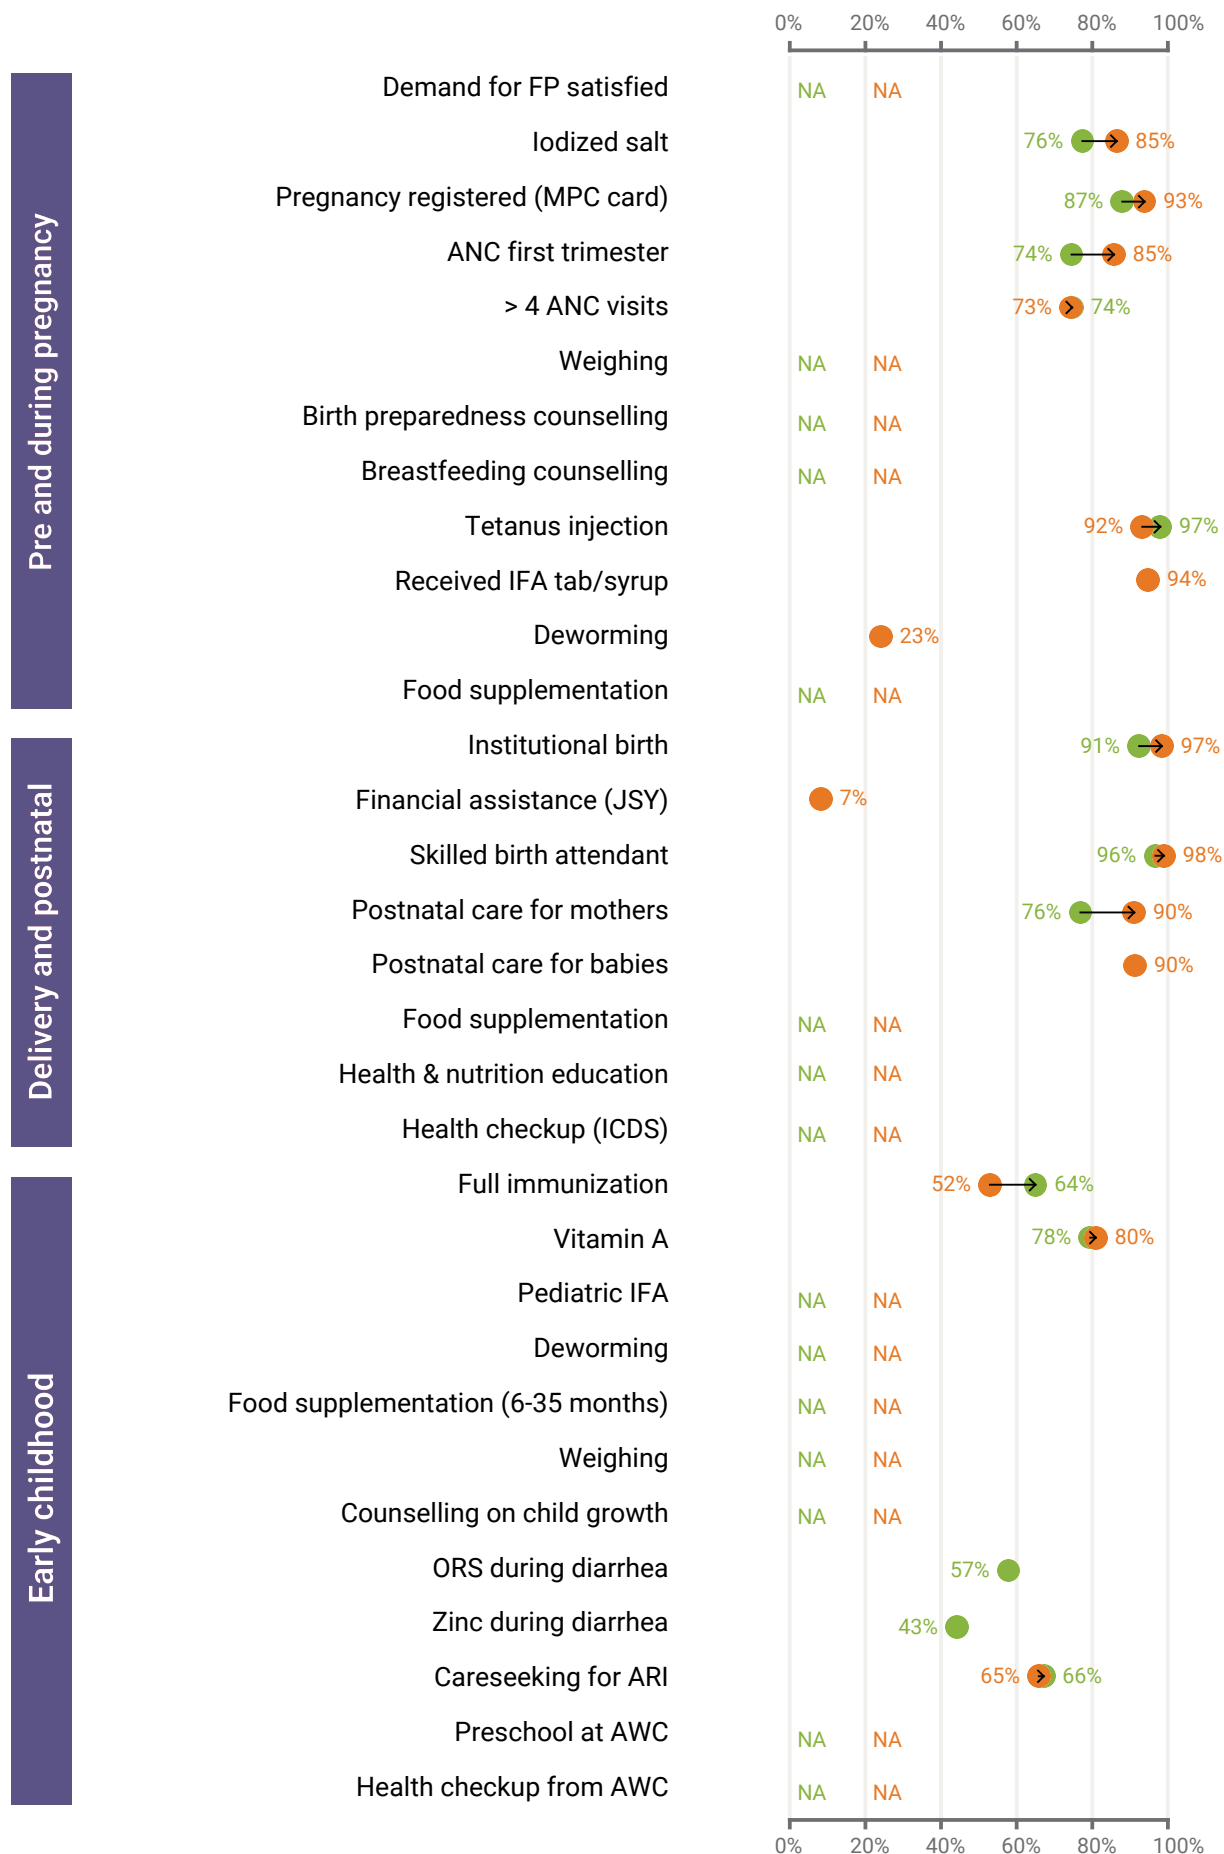 0% 20% 40% 60% 80% 100%
Pre and during pregnancy
Demand for FP satisfied NA NA
Iodized salt 76% 85%
Pregnancy registered (MPC card) 87% 93%
ANC first trimester 74% 85%
> 4 ANC visits 73% 74%
Weighing NA NA
Birth preparedness counselling NA NA
Breastfeeding counselling NA NA
Tetanus injection 92% 97%
Received IFA tab/syrup 94%
Deworming 23%
Food supplementation NA NA
Delivery and postnatal
Institutional birth 91% 97%
Financial assistance (JSY) 7%
Skilled birth attendant 96% 98%
Postnatal care for mothers 76% 90%
Postnatal care for babies 90%
Food supplementation NA NA
Health & nutrition education NA NA
Health checkup (ICDS) NA NA
Early childhood
Full immunization 52% 64%
Vitamin A 78% 80%
Pediatric IFA NA NA
Deworming NA NA
Food supplementation (6-35 months) NA NA
Weighing NA NA
Counselling on child growth NA NA
ORS during diarrhea 57%
Zinc during diarrhea 43%
Careseeking for ARI 65% 66%
Preschool at AWC NA NA
Health checkup from AWC NA NA
0% 20% 40% 60% 80% 100%